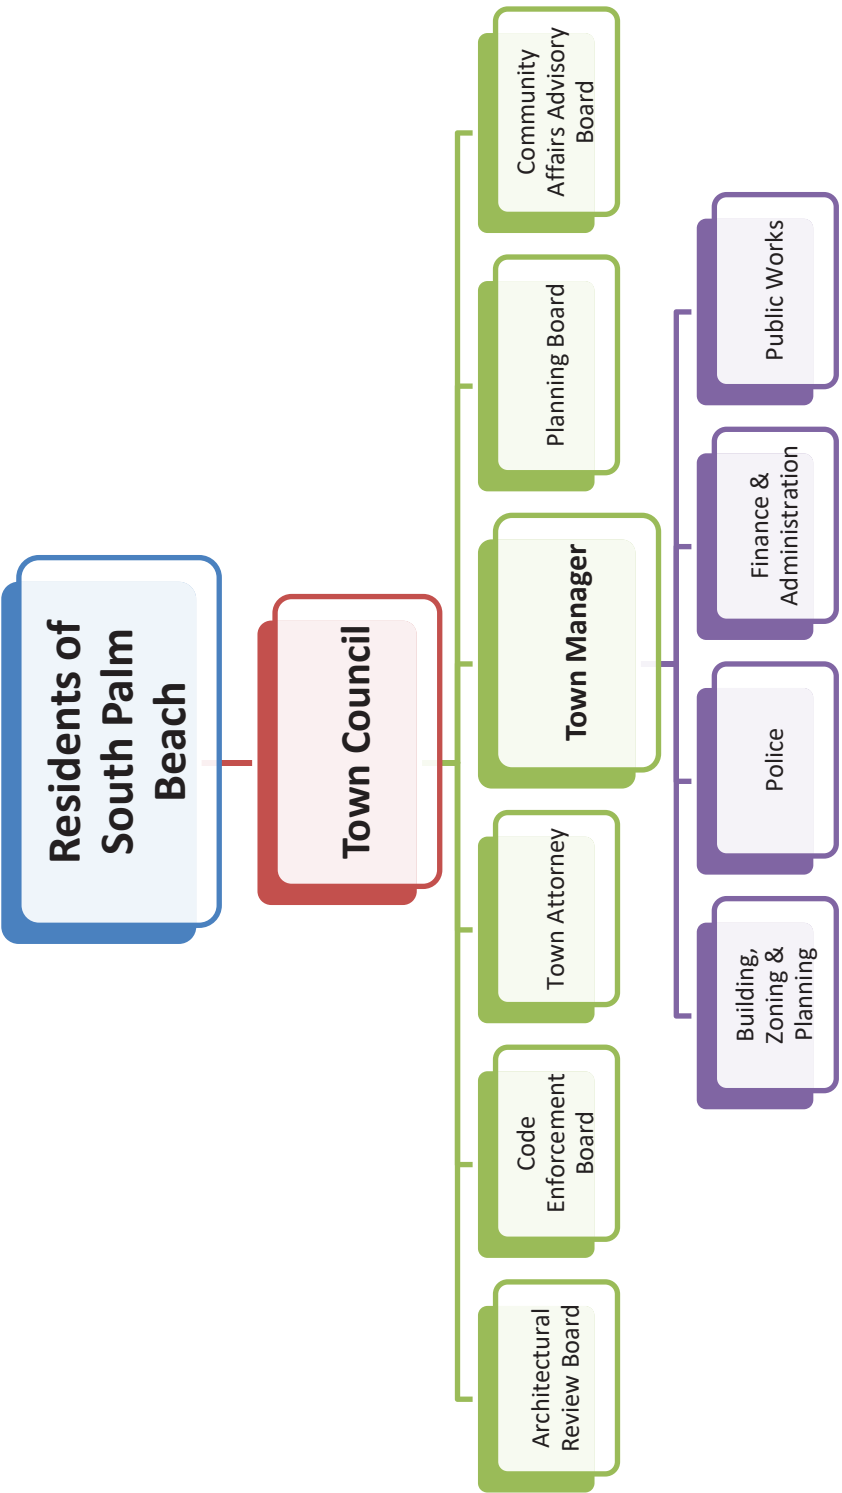 Residents of
South Palm
Beach
Town Council
Architectural
Review Board
Code
Enforcement
Board
Town Attorney
Town Manager
Planning Board
Community
Affairs Advisory
Board
Building,
Zoning &
Planning
Police
Finance &
Administration
Public Works